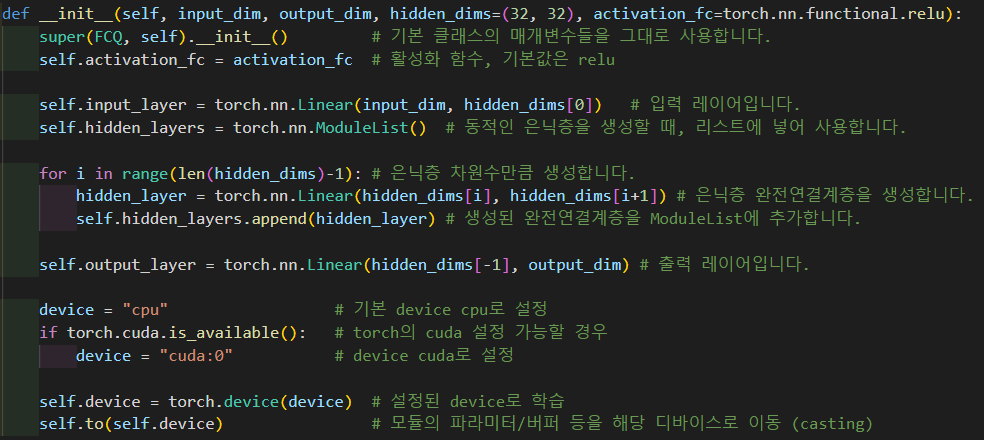 def __init__(self, input_dim, output_dim, hidden_dims=(32, 32), activation_fc=torch.nn.functional.relu):
super(FCQ, self).__init__() # 기본 클래스의 매개변수들을 그대로 사용합니다.
self.activation_fc = activation_fc # 활성화 함수, 기본값은 relu
self.input_layer = torch.nn.Linear(input_dim, hidden_dims[0]) # 입력 레이어입니다.
self.hidden_layers = torch.nn.ModuleList() # 동적인 은닉층을 생성할 때, 리스트에 넣어 사용합니다.
for i in range(len(hidden_dims)-1): # 은닉층 차원수만큼 생성합니다.
hidden_layer = torch.nn.Linear(hidden_dims[i], hidden_dims[i+1]) # 은닉층 완전연결계층을 생성합니다.
self.hidden_layers.append(hidden_layer) # 생성된 완전연결계층을 ModuleList에 추가합니다.
self.output_layer = torch.nn.Linear(hidden_dims[-1], output_dim) # 출력 레이어입니다.
device = "cpu" # 기본 device cpu로 설정
if torch.cuda.is_available(): # torch의 cuda 설정 가능할 경우
device = "cuda:0" # device cuda로 설정
self.device = torch.device(device) # 설정된 device로 학습
self.to(self.device) # 모듈의 파라미터/버퍼 등을 해당 디바이스로 이동 (casting)